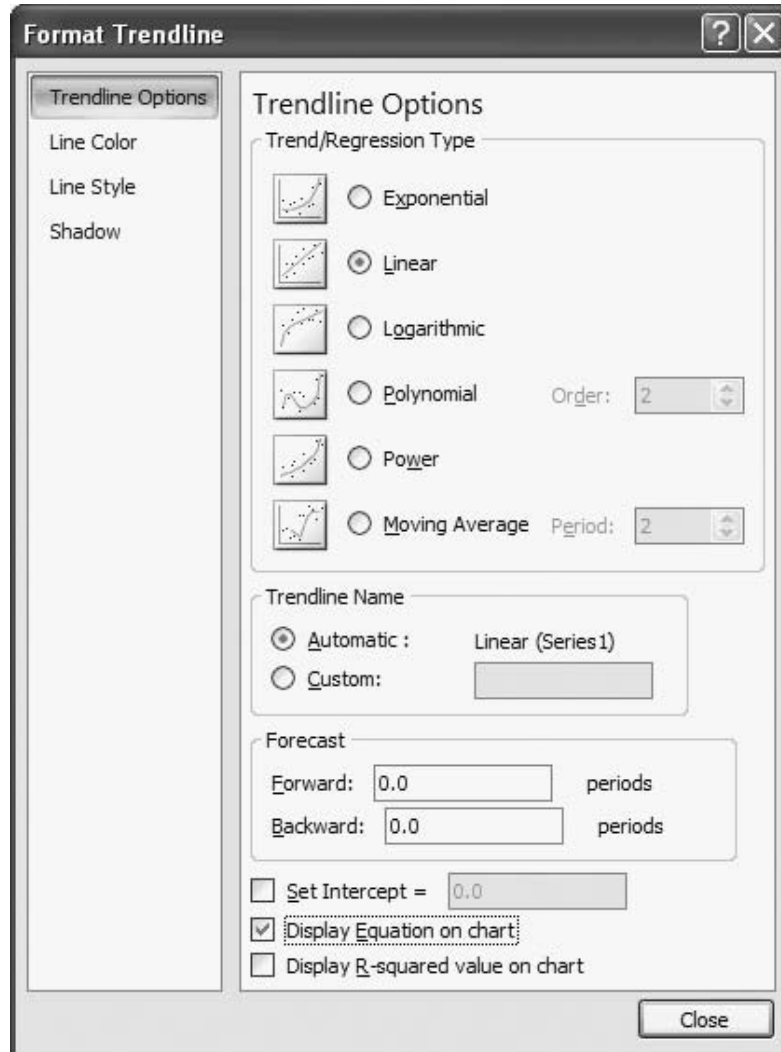 Format Trendline
Trendline Options
Line Color
Line Style
Shadow
Trendline Options
Trend/Regression Type
Exponential
Linear
Logarithmic
Polynomial Order: 2
Power
Moving Average Period: 2
Trendline Name
Automatic : Linear (Series1)
Custom:
Forecast
Forward: 0.0 periods
Backward: 0.0 periods
Set Intercept = 0.0
Display Equation on chart
Display R-squared value on chart
Close